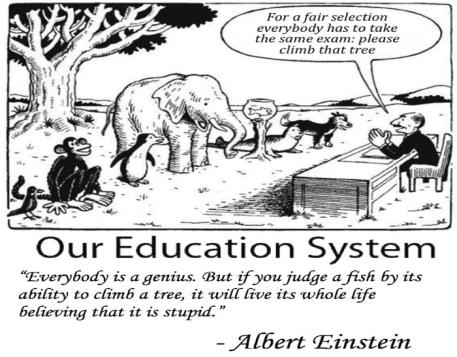 For a fair selection
everybody has to take
the same exam: please
climb that tree
Our Education System
“Everybody is a genius. But if you judge a fish by its
ability to climb a tree, it will live its whole life
believing that it is stupid.”
- Albert Einstein